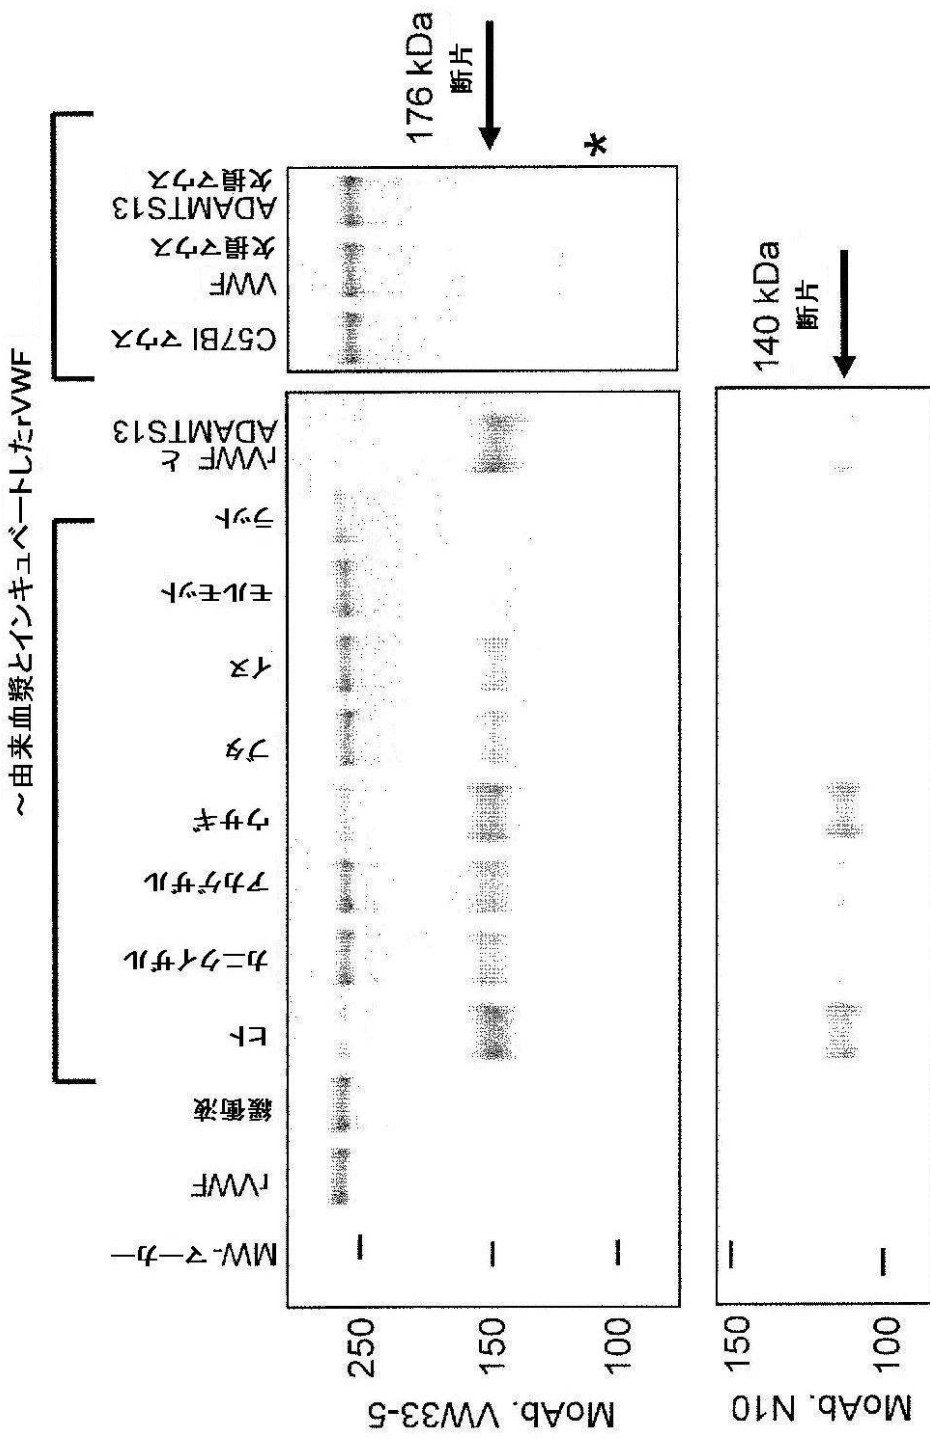 ～由来血漿とインキュベートしたrVWF
MW-マーカー
rVWF
緩衝液
ヒト
カニクイザル
アカゲザル
ウサギ
ブタ
イヌ
モルモット
ラット
rVWF と
ADAMTS13
C57Bl マウス
VWF
欠損マウス
ADAMTS13
欠損マウス
MoAb. VW33-5
250
150
100
176 kDa
断片
*
MoAb. N10
150
100
140 kDa
断片